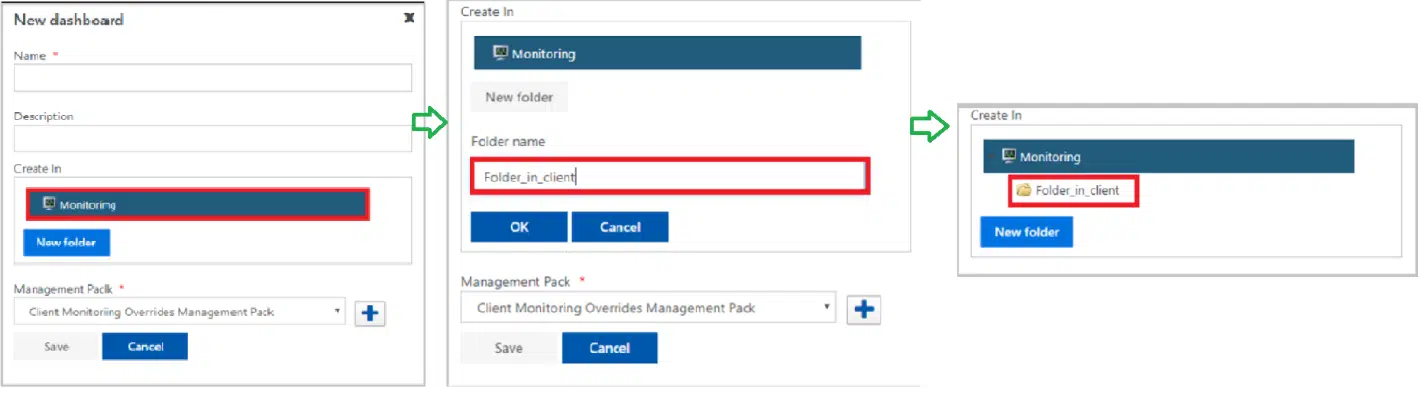 New dashboard
Name *
Description
Create In
Monitoring
New folder
Management Pack *
Client Monitoriing Overrides Management Pack
Save
Cancel
Create In
Monitoring
New folder
Folder name
Folder_in_client
OK
Cancel
Management Pack *
Client Monitoring Overrides Management Pack
Save
Cancel
Create In
Monitoring
Folder_in_client
New folder